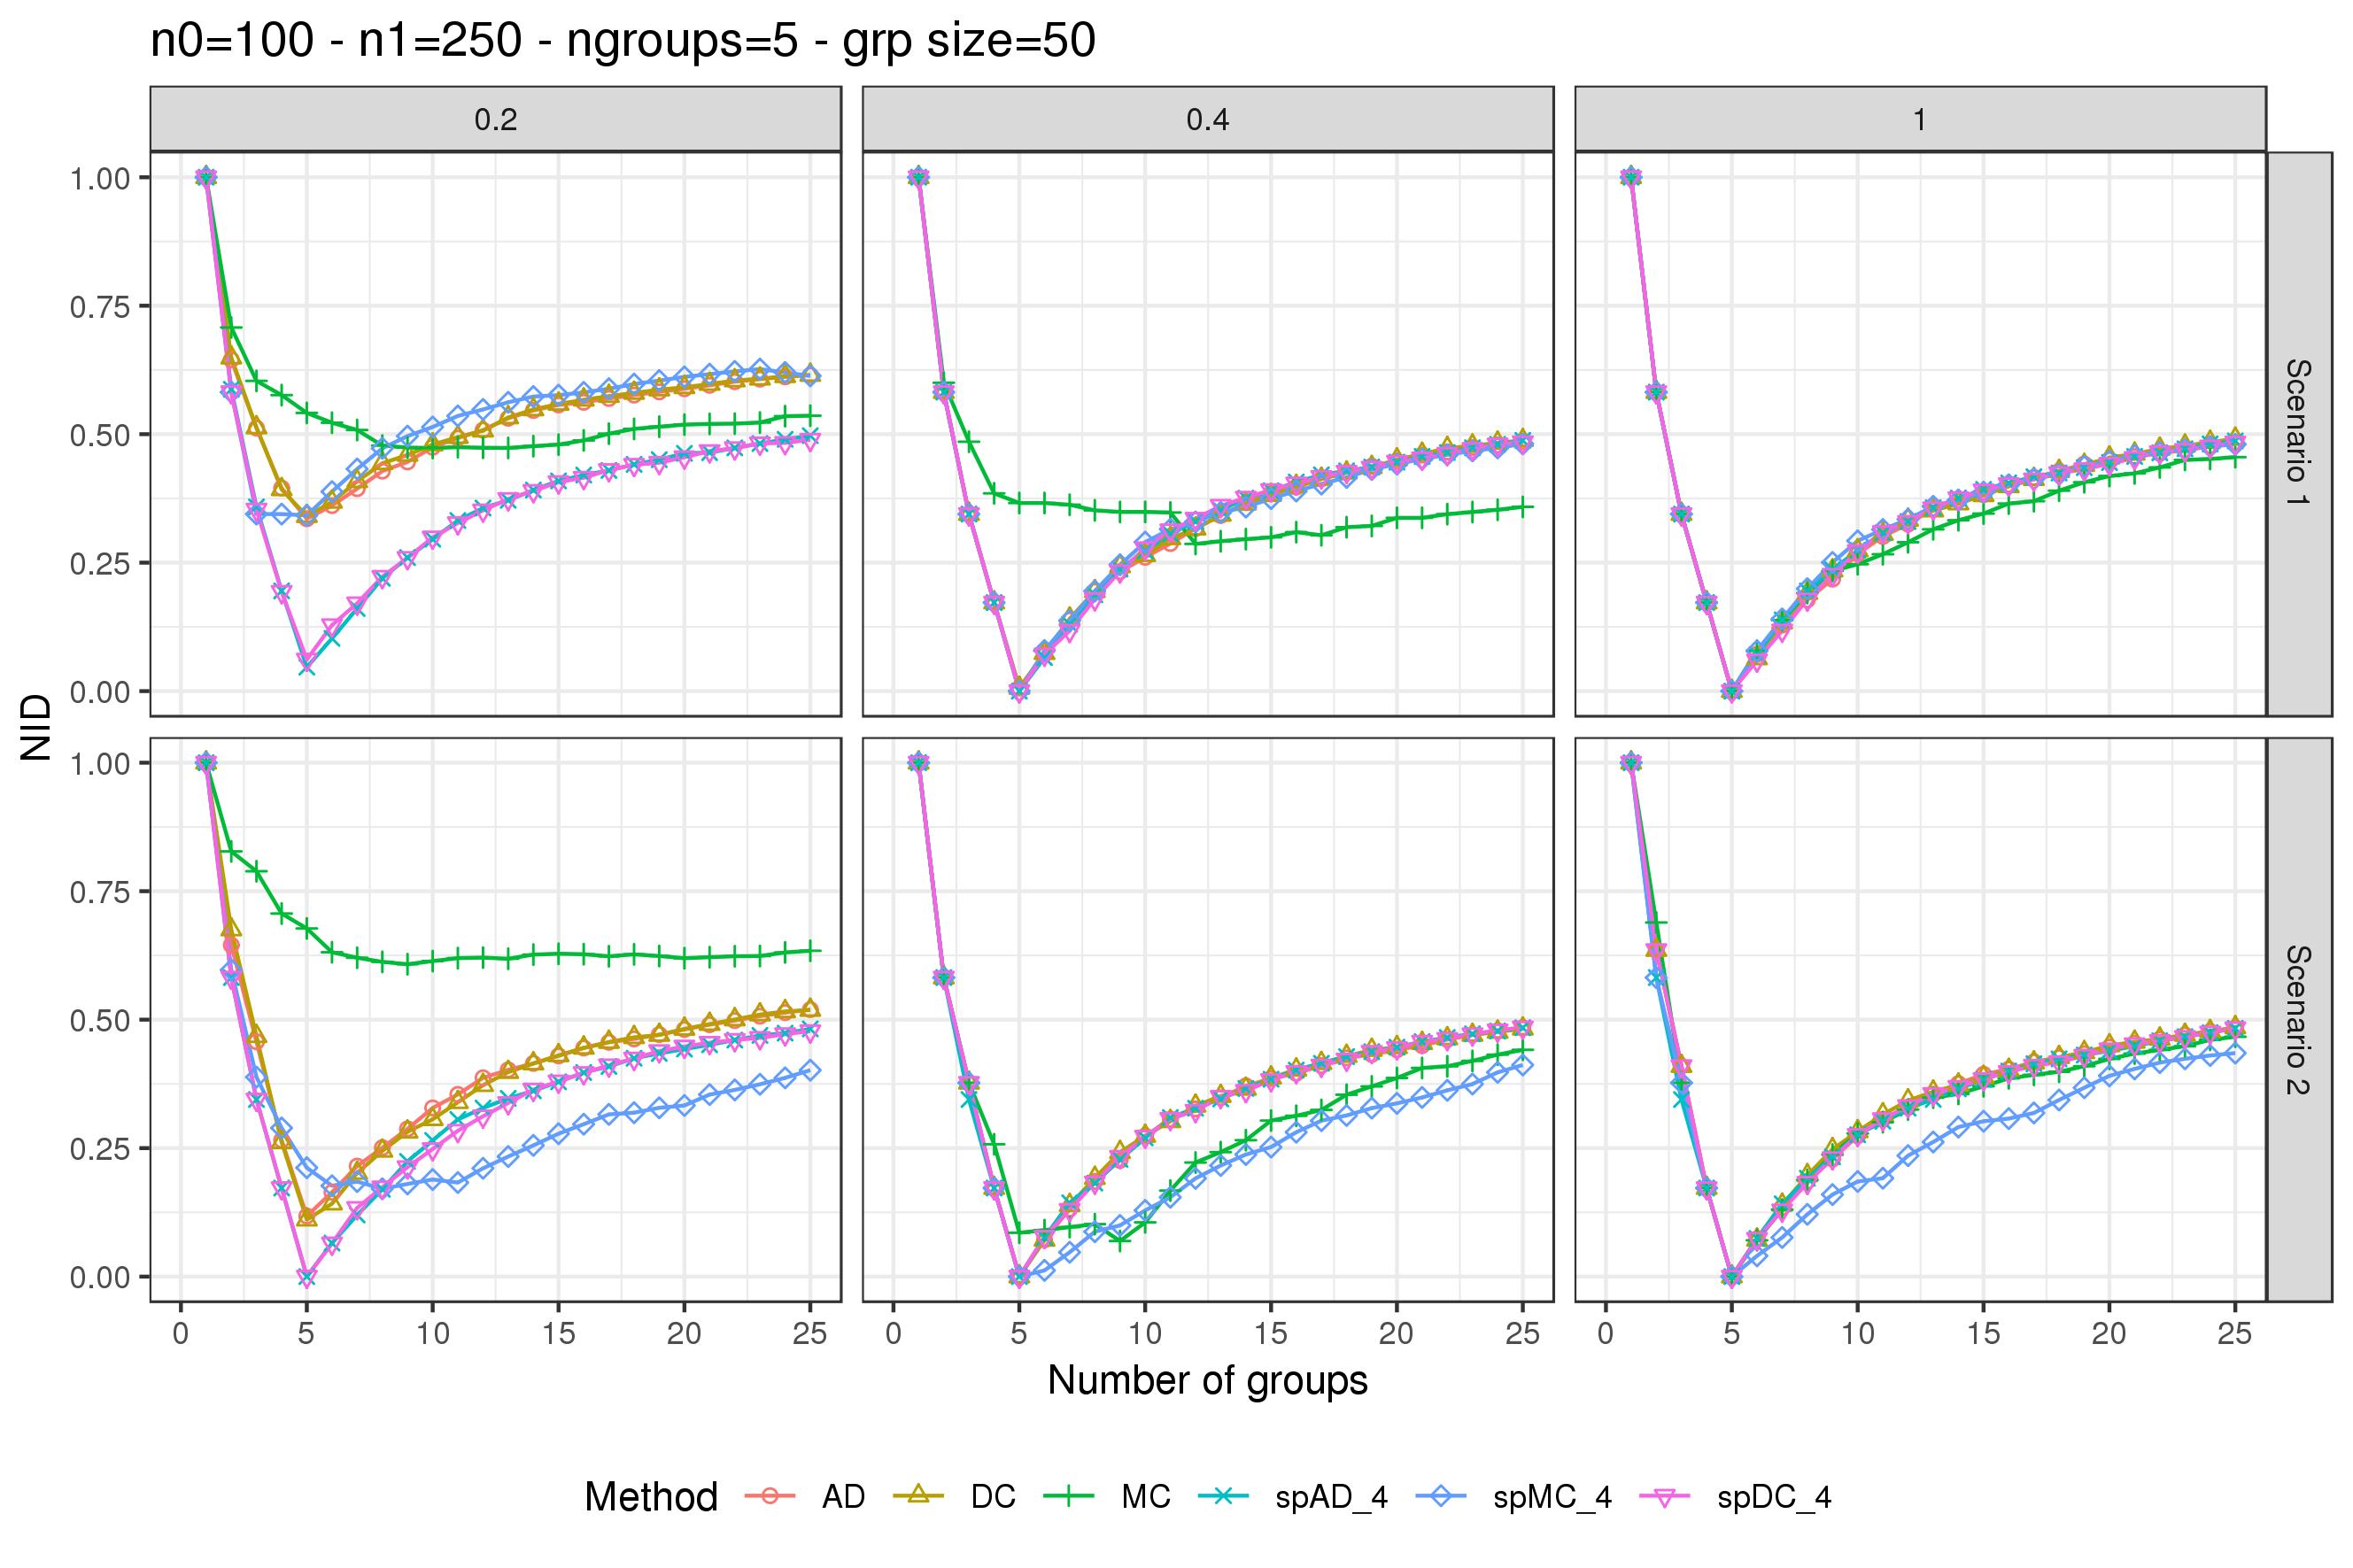 n0=100 - n1=250 - ngroups=5 - grp size=50
0.2 0.4 1
1.00
0.75
0.50
0.25
0.00
Scenario 1
NID
1.00
0.75
0.50
0.25
0.00
Scenario 2
0 5 10 15 20 25 0 5 10 15 20 25 0 5 10 15 20 25
Number of groups
Method AD DC MC spAD_4 spMC_4 spDC_4